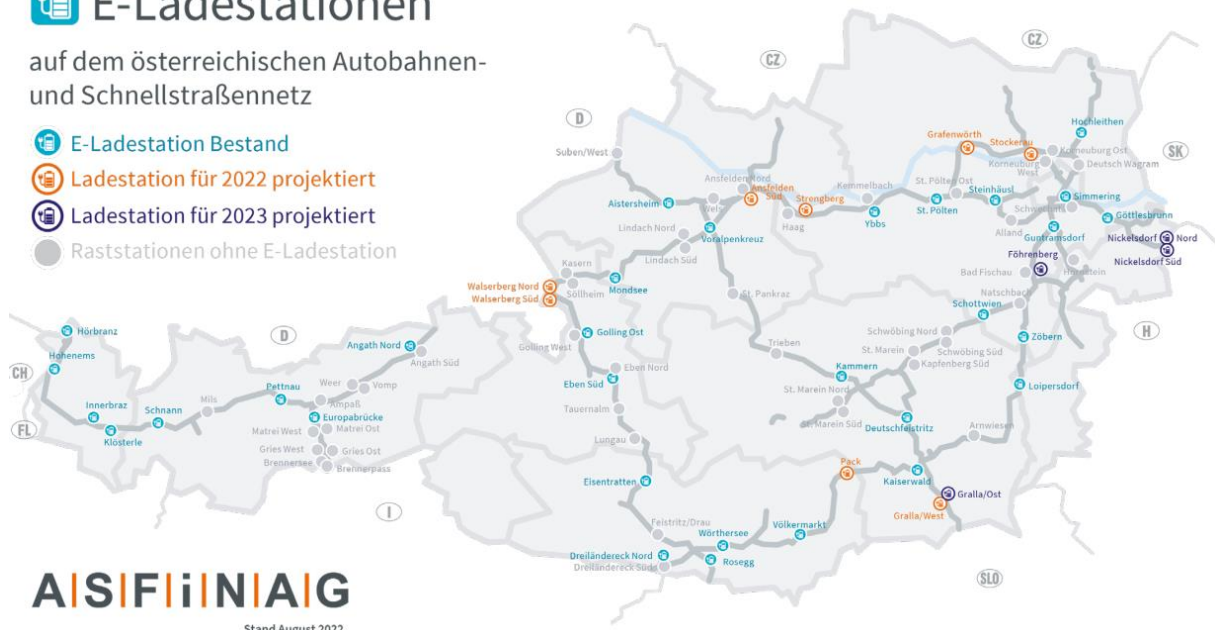 E-Ladestationen
auf dem österreichischen Autobahnen-
und Schnellstraßennetz
E-Ladestation Bestand
Ladestation für 2022 projektiert
Ladestation für 2023 projektiert
Raststationen ohne E-Ladestation
CZ
CZ
D
SK
Suben/West
Hochleithen
Grafenwörth
Stockerau
Korneuburg Ost
Korneuburg
West
Deutsch Wagram
Ansfelden Nord
Ansfelden
Süd
Strengberg
Kemmelbach
St. Pölten Ost
Steinhäusl
Simmering
Aistersheim
Wels
Haag
Ybbs
St. Pölten
Alland
Göttlesbrunn
Lindach Nord
Voralpenkreuz
Guntramsdorf
Nickelsdorf
Nord
Nickelsdorf Süd
Lindach Süd
Föhrenberg
Kasern
Bad Fischau
Hornstein
Walserberg Nord
Walserberg Süd
Söllheim
Mondsee
St. Pankraz
Natschbach
Schottwien
H
Hörbranz
D
Golling Ost
Schwöbing Nord
Zöbern
Hohenems
Angath Nord
Golling West
Trieben
St. Marein
Schwöbing Süd
Angath Süd
Eben Nord
Kammern
Kapfenberg Süd
CH
Pettnau
Weer
Vomp
Eben Süd
St. Marein Nord
Loipersdorf
Innerbraz
Schnann
Mils
Ampaß
Tauernalm
Europabrücke
St. Marein Süd
Deutschfeistritz
Arnwiesen
FL
Klösterle
Matrei West
Matrei Ost
Lungau
Gries West
Gries Ost
Brennersee
Brennerpass
Pack
Eisentratten
Kaiserwald
Gralla/Ost
I
Gralla/West
Feistritz/Drau
Wörthersee
Völkermarkt
Dreiländereck Nord
Dreiländereck Süd
Rosegg
SLO
A|S|F|i|N|A|G
Stand August 2022